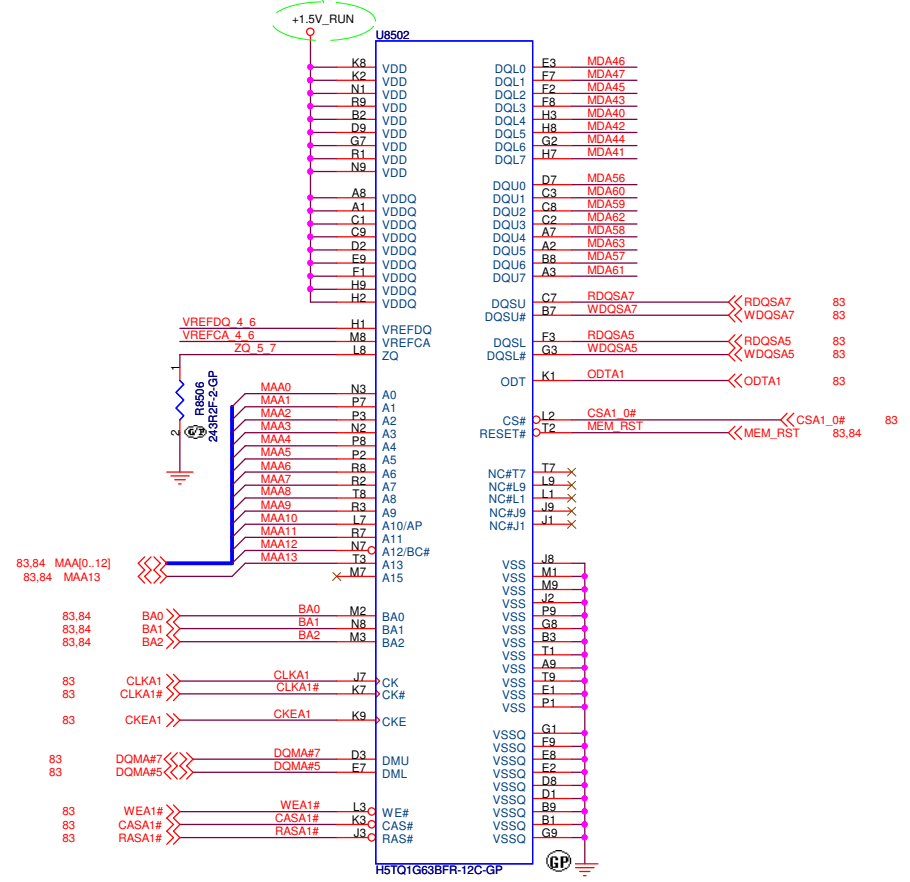 +1.5V_RUN
U8502
K8 VDD DQL0 E3 MDA46
K2 VDD DQL1 F7 MDA47
N1 VDD DQL2 F2 MDA45
R9 VDD DQL3 F8 MDA43
B2 VDD DQL4 H3 MDA40
D9 VDD DQL5 H8 MDA42
G7 VDD DQL6 G2 MDA44
R1 VDD DQL7 H7 MDA41
N9 VDD
DQU0 D7 MDA56
A8 VDDQ DQU1 C3 MDA60
A1 VDDQ DQU2 C8 MDA59
C1 VDDQ DQU3 C2 MDA62
C9 VDDQ DQU4 A7 MDA58
D2 VDDQ DQU5 A2 MDA63
E9 VDDQ DQU6 B8 MDA57
F1 VDDQ DQU7 A3 MDA61
H9 VDDQ
H2 VDDQ DQSU C7 RDQSA7 RDQSA7 83
DQSU# B7 WDQSA7 WDQSA7 83
VREFDQ_4_6 H1 VREFDQ
VREFCA_4_6 M8 VREFCA DQSL F3 RDQSA5 RDQSA5 83
ZQ_5_7 L8 ZQ DQSL# G3 WDQSA5 WDQSA5 83
1
R8506
243R2F-2-GP
2
G/P
ODT K1 ODTA1 ODTA1 83
MAA0 N3 A0
MAA1 P7 A1
MAA2 P3 A2 CS# L2 CSA1_0# CSA1_0# 83
MAA3 N2 A3 RESET# T2 MEM_RST MEM_RST 83,84
MAA4 P8 A4
MAA5 P2 A5
MAA6 R8 A6 NC#T7 T7
MAA7 R2 A7 NC#L9 L9
MAA8 T8 A8 NC#L1 L1
MAA9 R3 A9 NC#J9 J9
MAA10 L7 A10/AP NC#J1 J1
MAA11 R7 A11
MAA12 N7 A12/BC#
83,84 MAA[0..12] MAA13 T3 A13 VSS J8
83,84 MAA13 M7 A15 VSS M1
VSS M9
VSS J2
83,84 BA0 BA0 M2 BA0 VSS P9
83,84 BA1 BA1 N8 BA1 VSS G8
83,84 BA2 BA2 M3 BA2 VSS B3
VSS T1
VSS A9
83 CLKA1 CLKA1 J7 CK VSS T9
83 CLKA1# CLKA1# K7 CK# VSS E1
VSS P1
83 CKEA1 CKEA1 K9 CKE
VSSQ G1
VSSQ F9
83 DQMA#7 DQMA#7 D3 DMU VSSQ E8
83 DQMA#5 DQMA#5 E7 DML VSSQ E2
VSSQ D8
VSSQ D1
83 WEA1# WEA1# L3 WE# VSSQ B9
83 CASA1# CASA1# K3 CAS# VSSQ B1
83 RASA1# RASA1# J3 RAS# VSSQ G9
GP
H5TQ1G63BFR-12C-GP